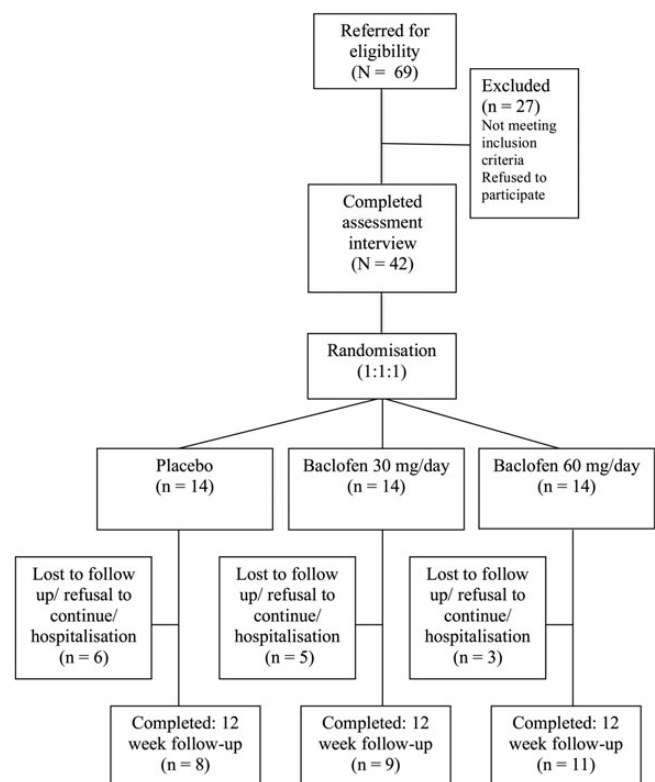 Referred for
eligibility
(N = 69)
Excluded
(n = 27)
Not meeting
inclusion
criteria
Refused to
participate
Completed
assessment
interview
(N = 42)
Randomisation
(1:1:1)
Placebo
(n = 14)
Baclofen 30 mg/day
(n = 14)
Baclofen 60 mg/day
(n = 14)
Lost to follow
up/ refusal to
continue/
hospitalisation
(n = 6)
Lost to follow
up/ refusal to
continue/
hospitalisation
(n = 5)
Lost to follow
up/ refusal to
continue/
hospitalisation
(n = 3)
Completed: 12
week follow-up
(n = 8)
Completed: 12
week follow-up
(n = 9)
Completed: 12
week follow-up
(n = 11)